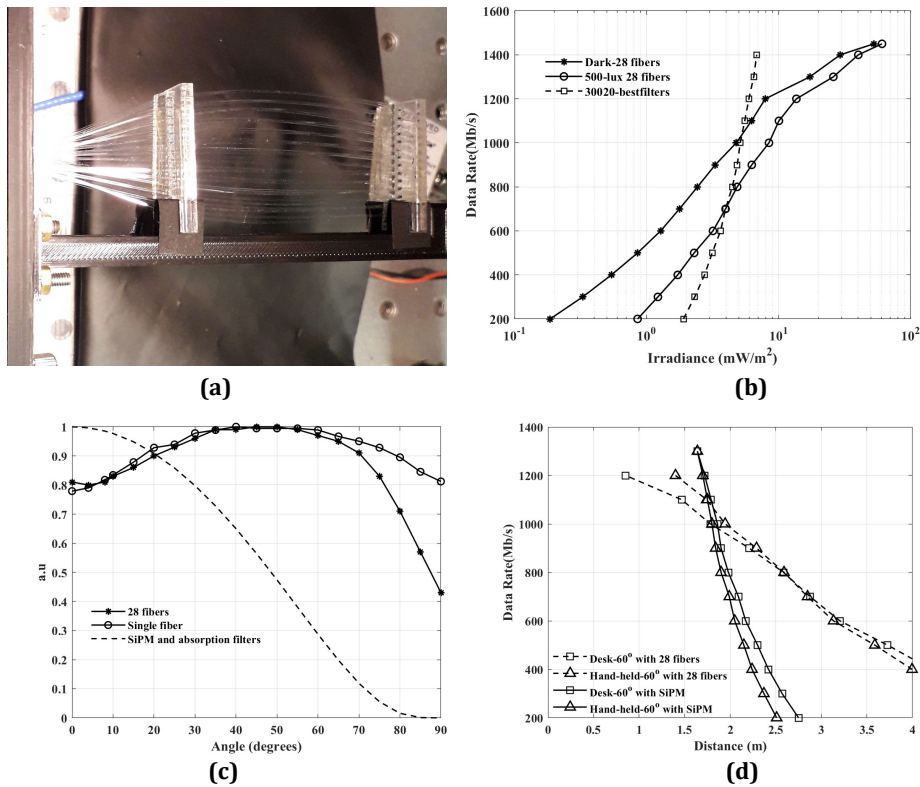 (a)
1600
1400
1200
1000
800
600
400
200
Data Rate(Mb/s)
Dark-28 fibers
500-lux 28 fibers
30020-bestfilters
10-1
100
101
102
Irradiance (mW/m2)
(b)
1
0.9
0.8
0.7
0.6
0.5
0.4
0.3
0.2
0.1
0
a.u
28 fibers
Single fiber
SiPM and absorption filters
0 10 20 30 40 50 60 70 80 90
Angle (degrees)
(c)
1400
1200
1000
800
600
400
200
Data Rate(Mb/s)
Desk-60o with 28 fibers
Hand-held-60o with 28 fibers
Desk-60o with SiPM
Hand-held-60o with SiPM
0 0.5 1 1.5 2 2.5 3 3.5 4
Distance (m)
(d)